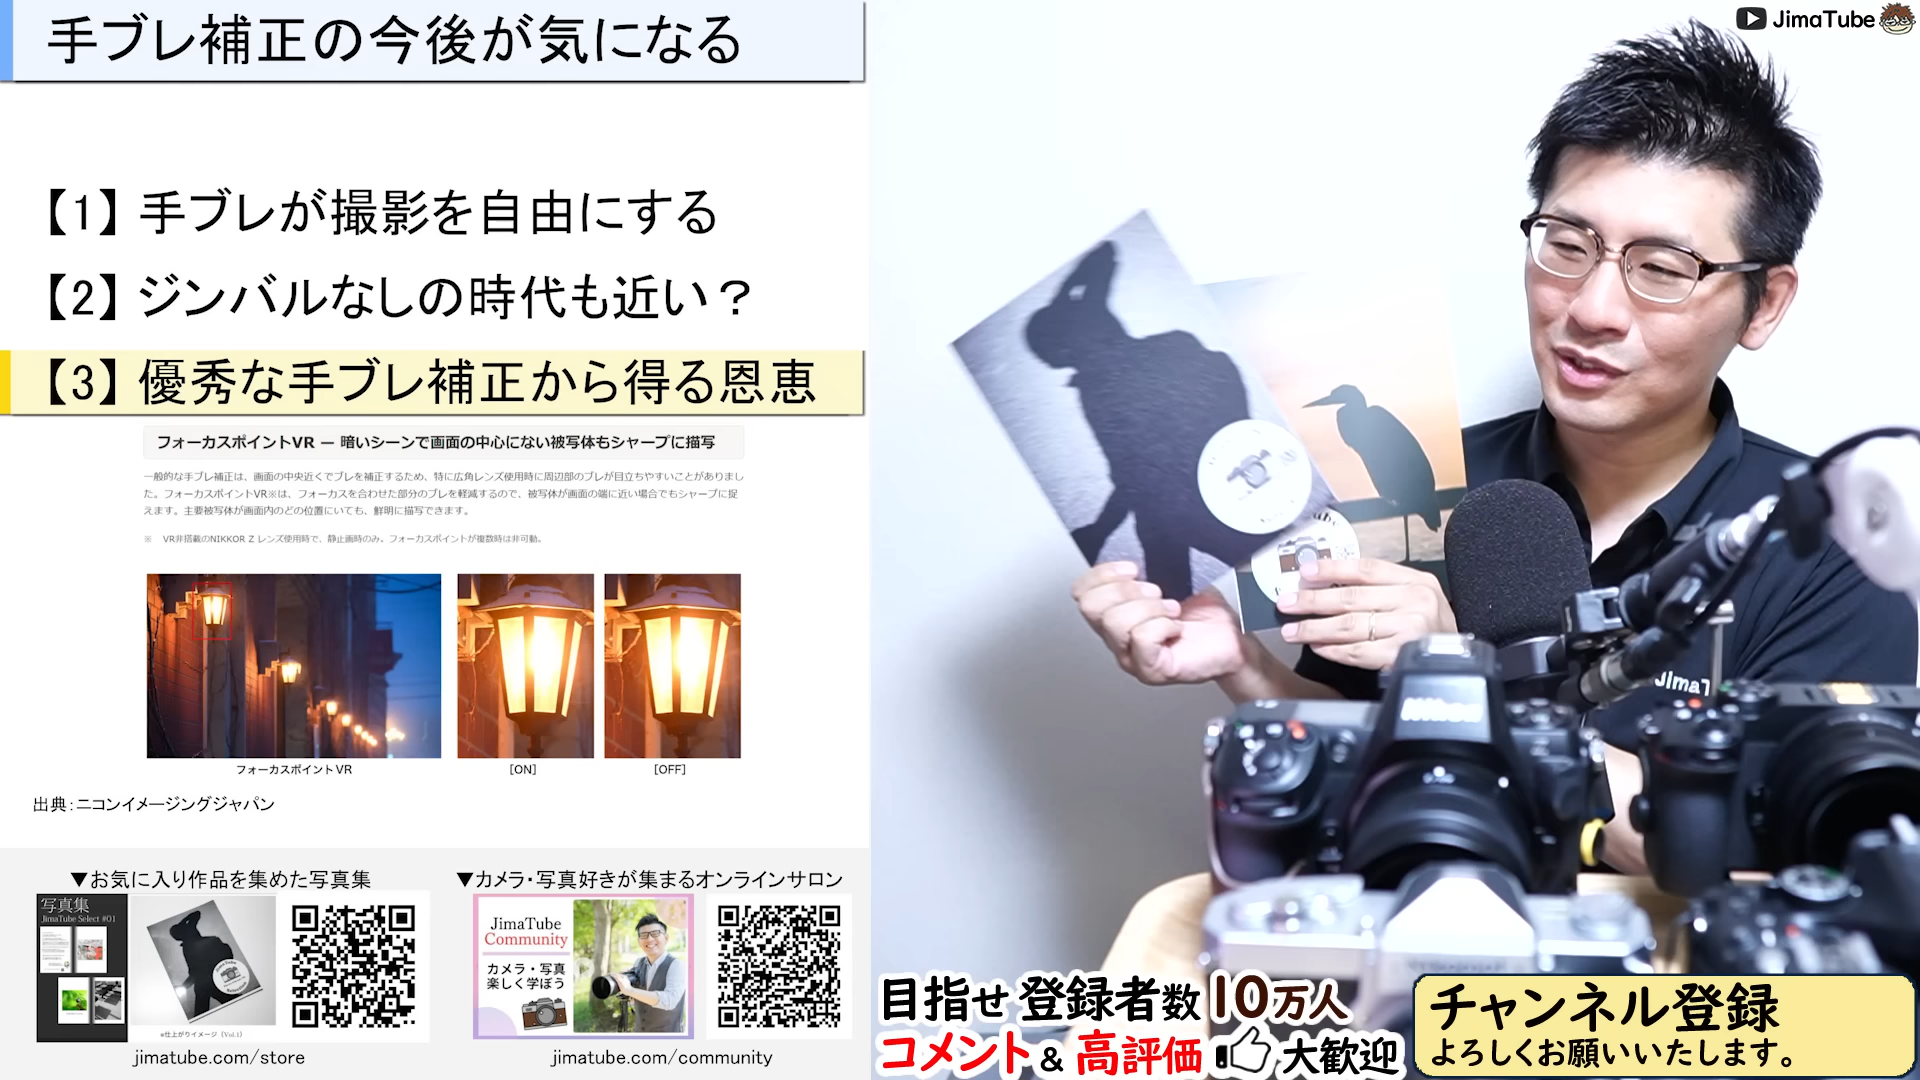 手ブレ補正の今後が気になる
【1】手ブレが撮影を自由にする
【2】ジンバルなしの時代も近い？
【3】優秀な手ブレ補正から得る恩恵
フォーカスポイントVR — 暗いシーンで画面の中心にない被写体もシャープに描写
一般的な手ブレ補正は、画面の中央近くでブレを補正するため、特に広角レンズ使用時に周辺部のブレが目立ちやすいことがありまし
た。フォーカスポイントVR※は、フォーカスを合わせた部分のブレを軽減するので、被写体が画面の端に近い場合でもシャープに捉
えます。主要被写体が画面内のどの位置にいても、鮮明に描写できます。
※ VR非搭載のNIKKOR Z レンズ使用時で、静止画時のみ。フォーカスポイントが複数時は非可動。
フォーカスポイントVR
[ON]
[OFF]
出典：ニコンイメージングジャパン
▼お気に入り作品を集めた写真集
写真集
JimaTube Select #01
※仕上がりイメージ（Vol.1）
jimatube.com/store
▼カメラ・写真好きが集まるオンラインサロン
JimaTube
Community
カメラ・写真
楽しく学ぼう
jimatube.com/community
JimaTube
Nikon
JimaT
目指せ登録者数10万人
コメント&高評価大歓迎
チャンネル登録
よろしくお願いいたします。